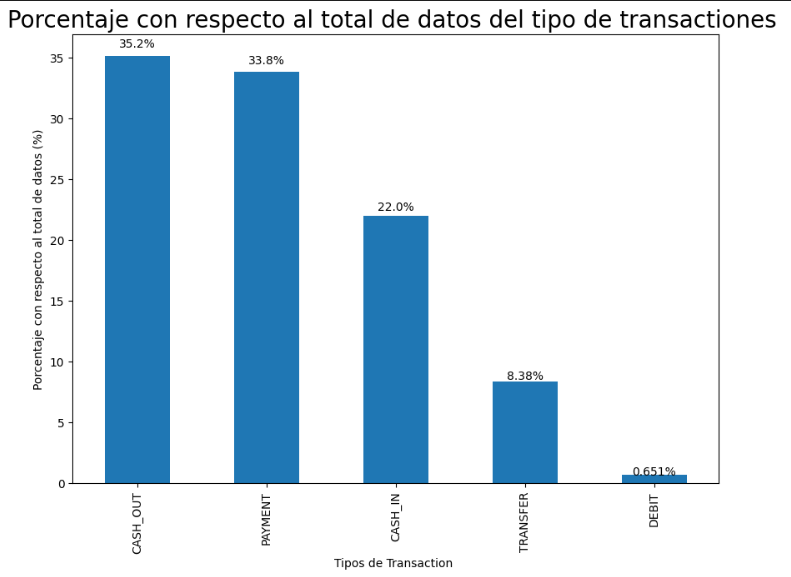 Porcentaje con respecto al total de datos del tipo de transactiones
35.2%
33.8%
22.0%
8.38%
0.651%
Porcentaje con respecto al total de datos (%)
35
30
25
20
15
10
5
0
CASH_OUT
PAYMENT
CASH_IN
TRANSFER
DEBIT
Tipos de Transaction